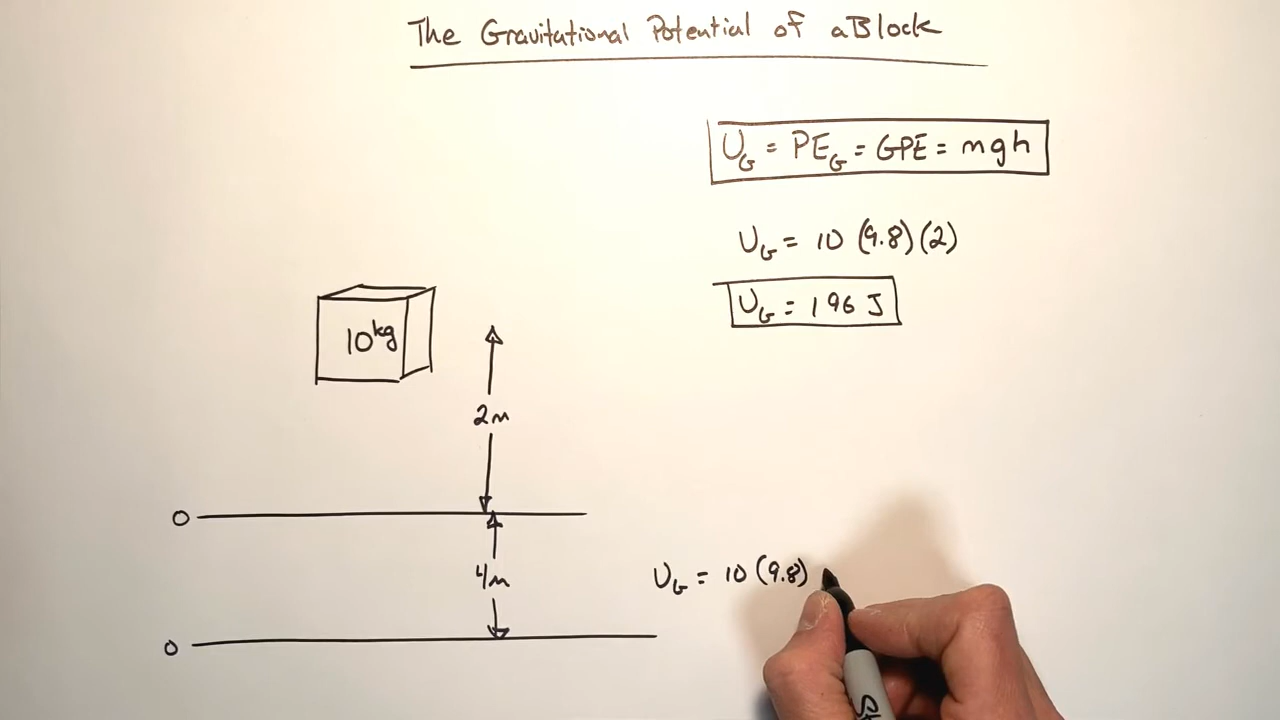 The Gravitational Potential of a Block
U_G = PE_G = GPE = mgh
U_G = 10 (9.8)(2)
U_G = 196 J
10kg
2m
0
4m
U_G = 10 (9.8)
0